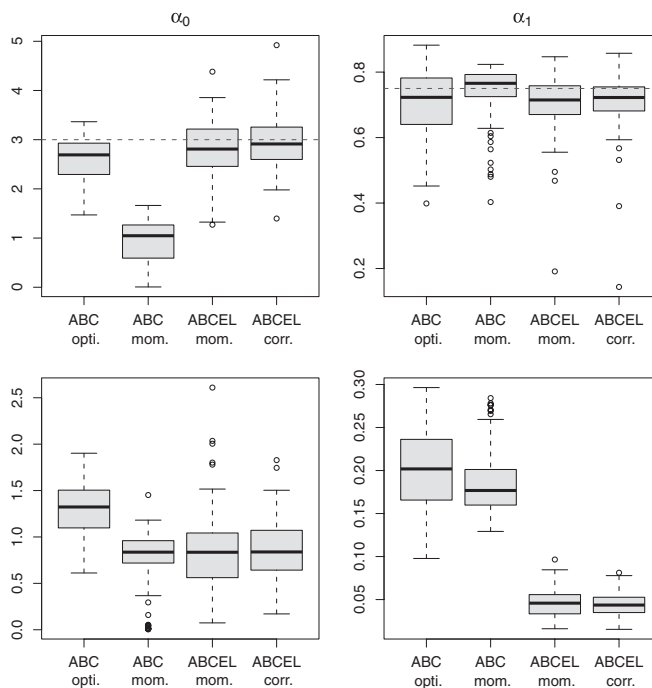 α₀
α₁
5
4
3
2
1
0
0.8
0.6
0.4
0.2
ABC opti.
ABC mom.
ABCEL mom.
ABCEL corr.
ABC opti.
ABC mom.
ABCEL mom.
ABCEL corr.
2.5
2.0
1.5
1.0
0.5
0.0
0.30
0.25
0.20
0.15
0.10
0.05
ABC opti.
ABC mom.
ABCEL mom.
ABCEL corr.
ABC opti.
ABC mom.
ABCEL mom.
ABCEL corr.